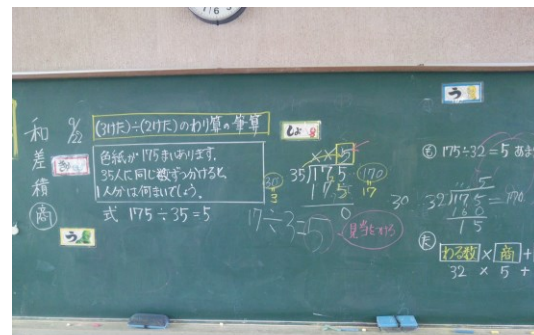 和
差
積
商
9/22
(3けた)÷(2けた)のわり算の筆算
色紙が175まいあります。
35人に同じ数ずつ分けると、
1人分は何まいでしょう。
式 175÷35=5
××5
35)175
175
0
3
170
17
17÷3=5
見当をつける
う
175÷32=5あま
5
30
32)175
170
160
15
わる数×商+
32×5+